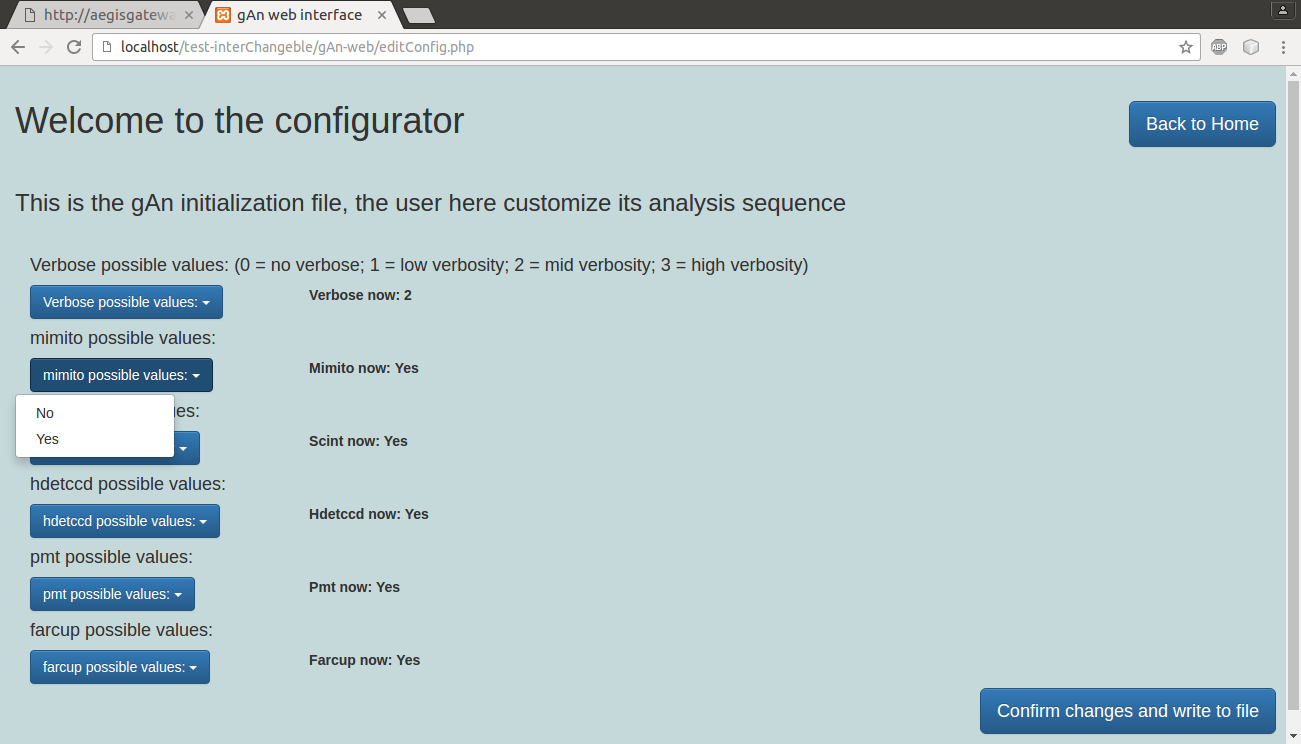 http://aegisgatewa
gAn web interface
localhost/test-interChangeble/gAn-web/editConfig.php
ABP
Welcome to the configurator
Back to Home
This is the gAn initialization file, the user here customize its analysis sequence
Verbose possible values: (0 = no verbose; 1 = low verbosity; 2 = mid verbosity; 3 = high verbosity)
Verbose possible values:
Verbose now: 2
mimito possible values:
mimito possible values:
Mimito now: Yes
No
Yes
es:
Scint now: Yes
hdetccd possible values:
hdetccd possible values:
Hdetccd now: Yes
pmt possible values:
pmt possible values:
Pmt now: Yes
farcup possible values:
farcup possible values:
Farcup now: Yes
Confirm changes and write to file